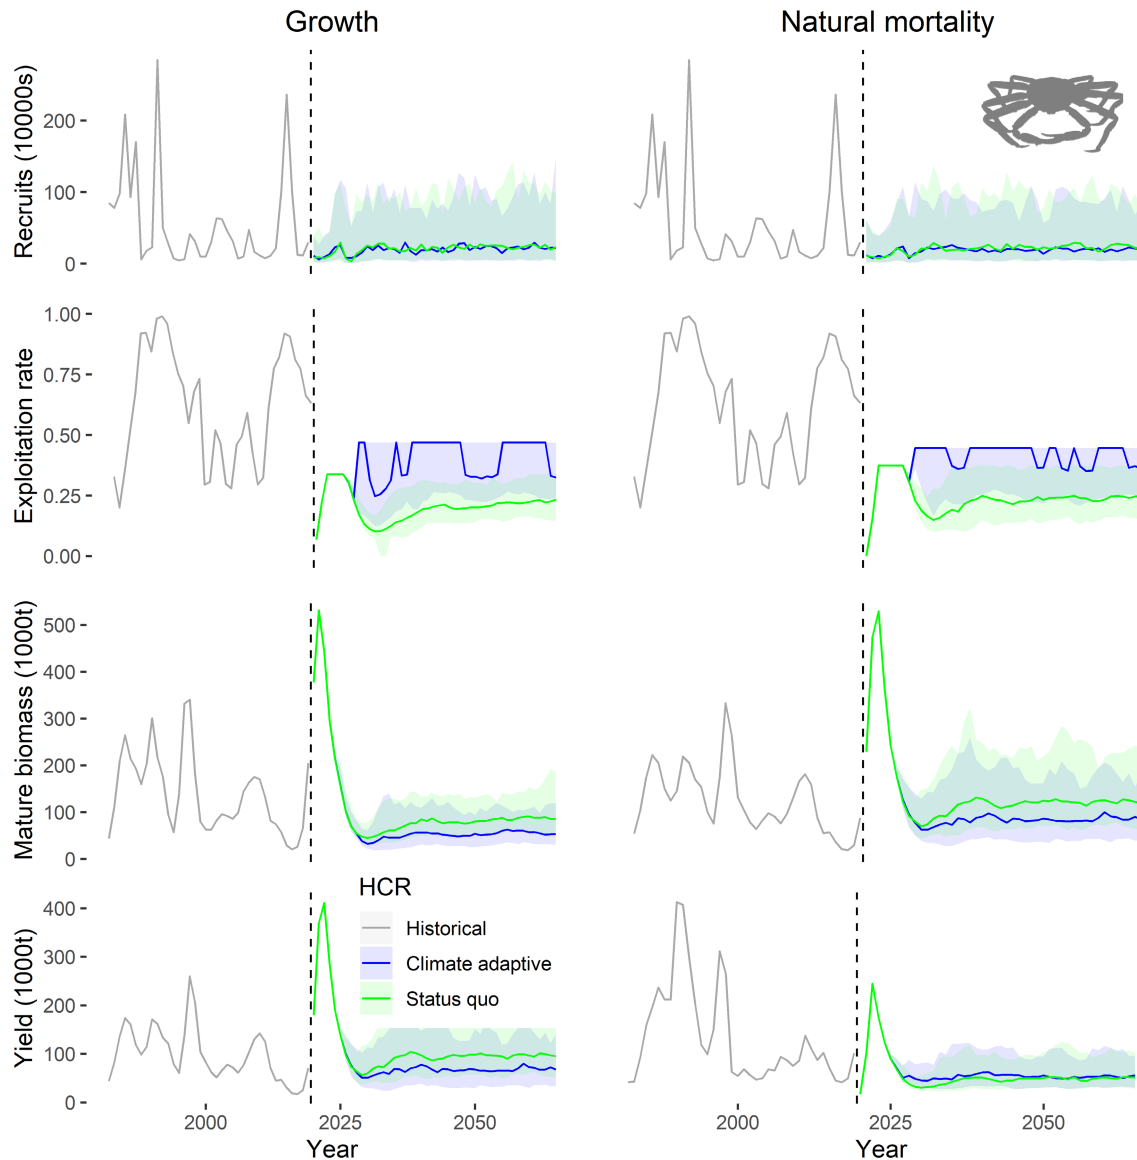 Growth
Natural mortality
Recruits (10000s)
200
100
0
Exploitation rate
1.00
0.75
0.50
0.25
0.00
Mature biomass (1000t)
500
400
300
200
100
0
Yield (1000t)
400
300
200
100
0
HCR
Historical
Climate adaptive
Status quo
2000
2025
2050
2000
2025
2050
Year
Year